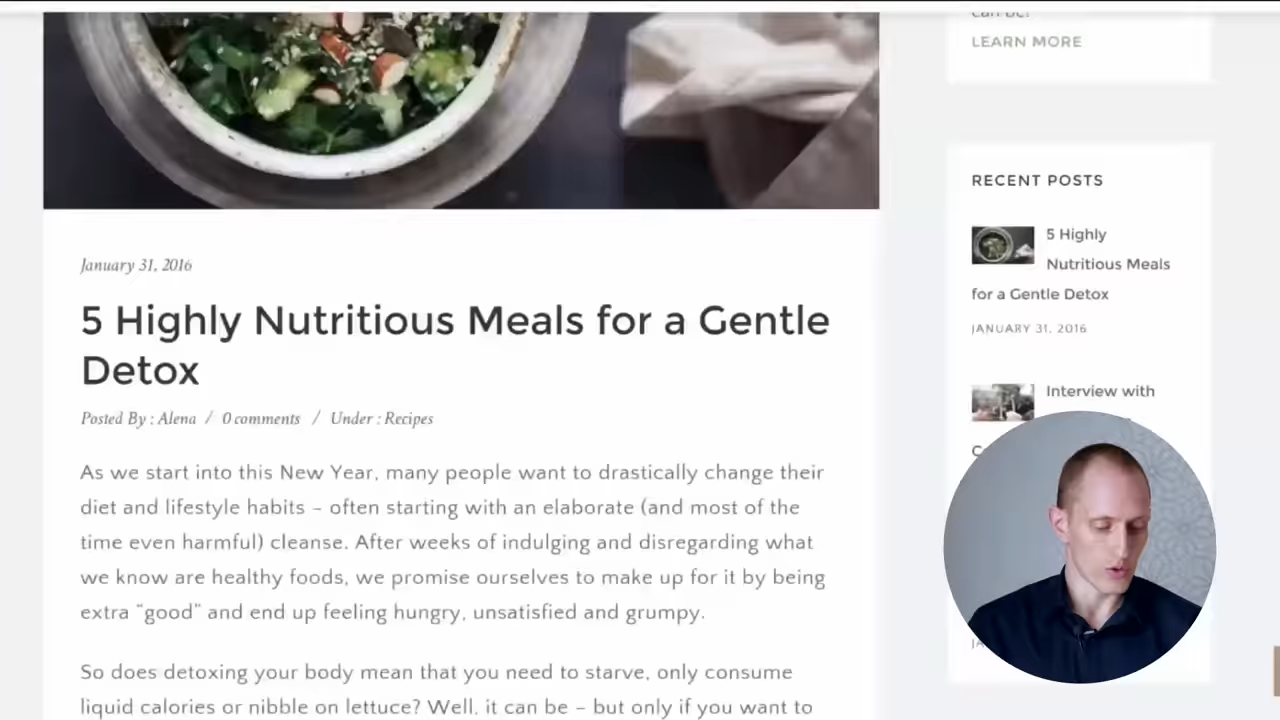 January 31, 2016
5 Highly Nutritious Meals for a Gentle
Detox
Posted By : Alena / 0 comments / Under : Recipes
As we start into this New Year, many people want to drastically change their
diet and lifestyle habits – often starting with an elaborate (and most of the
time even harmful) cleanse. After weeks of indulging and disregarding what
we know are healthy foods, we promise ourselves to make up for it by being
extra “good” and end up feeling hungry, unsatisfied and grumpy.
So does detoxing your body mean that you need to starve, only consume
liquid calories or nibble on lettuce? Well, it can be – but only if you want to
can be!
LEARN MORE
RECENT POSTS
5 Highly
Nutritious Meals
for a Gentle Detox
JANUARY 31, 2016
Interview with